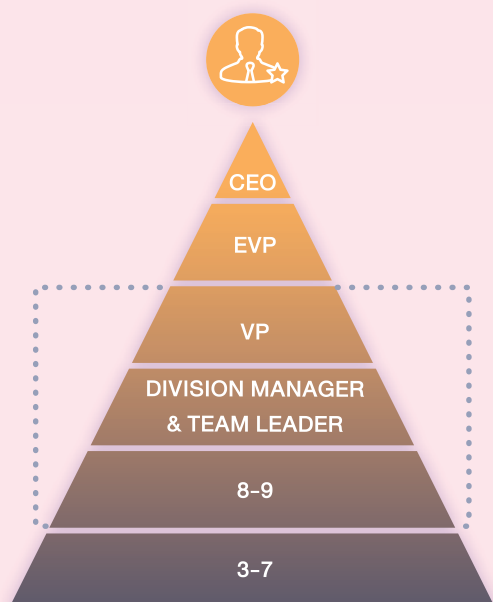 CEO
EVP
VP
DIVISION MANAGER
& TEAM LEADER
8-9
3-7